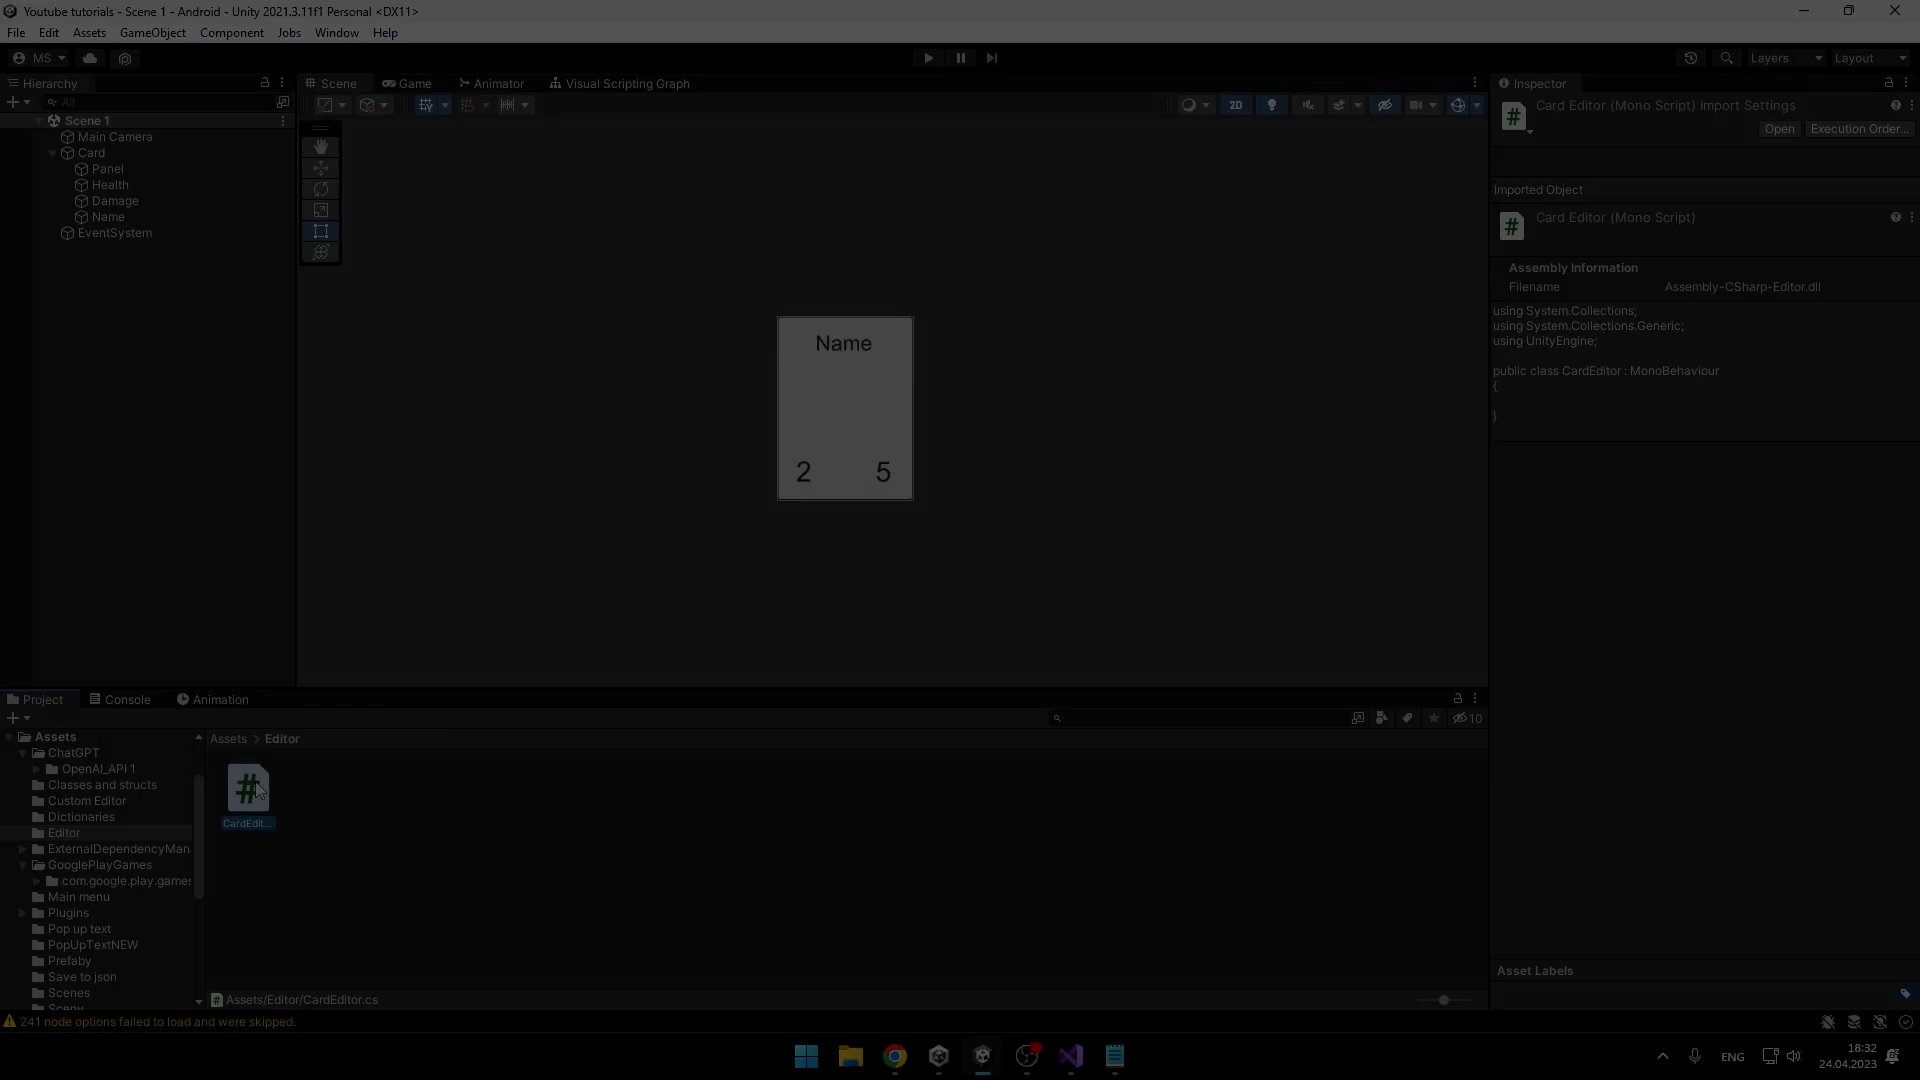 Youtube tutorials - Scene 1 - Android - Unity 2021.3.11f1 Personal <DX11>
File Edit Assets GameObject Component Jobs Window Help
MS Layers Layout
Hierarchy
All
Scene 1
Main Camera
Card
Panel
Health
Damage
Name
EventSystem
Scene Game Animator Visual Scripting Graph
2D
Name
2 5
Inspector
Card Editor (Mono Script) Import Settings
Open Execution Order...
Imported Object
Card Editor (Mono Script)
Assembly Information
Filename Assembly-CSharp-Editor.dll
using System.Collections;
using System.Collections.Generic;
using UnityEngine;
public class CardEditor : MonoBehaviour
{
}
Asset Labels
Project Console Animation
10
Assets
ChatGPT
OpenAI_API 1
Classes and structs
Custom Editor
Dictionaries
Editor
ExternalDependencyMan
GooglePlayGames
com.google.play.games
Main menu
Plugins
Pop up text
PopUpTextNEW
Prefaby
Save to json
Scenes
Sceny
Assets > Editor
CardEdit...
Assets/Editor/CardEditor.cs
241 node options failed to load and were skipped.
ENG
18:32
24.04.2023